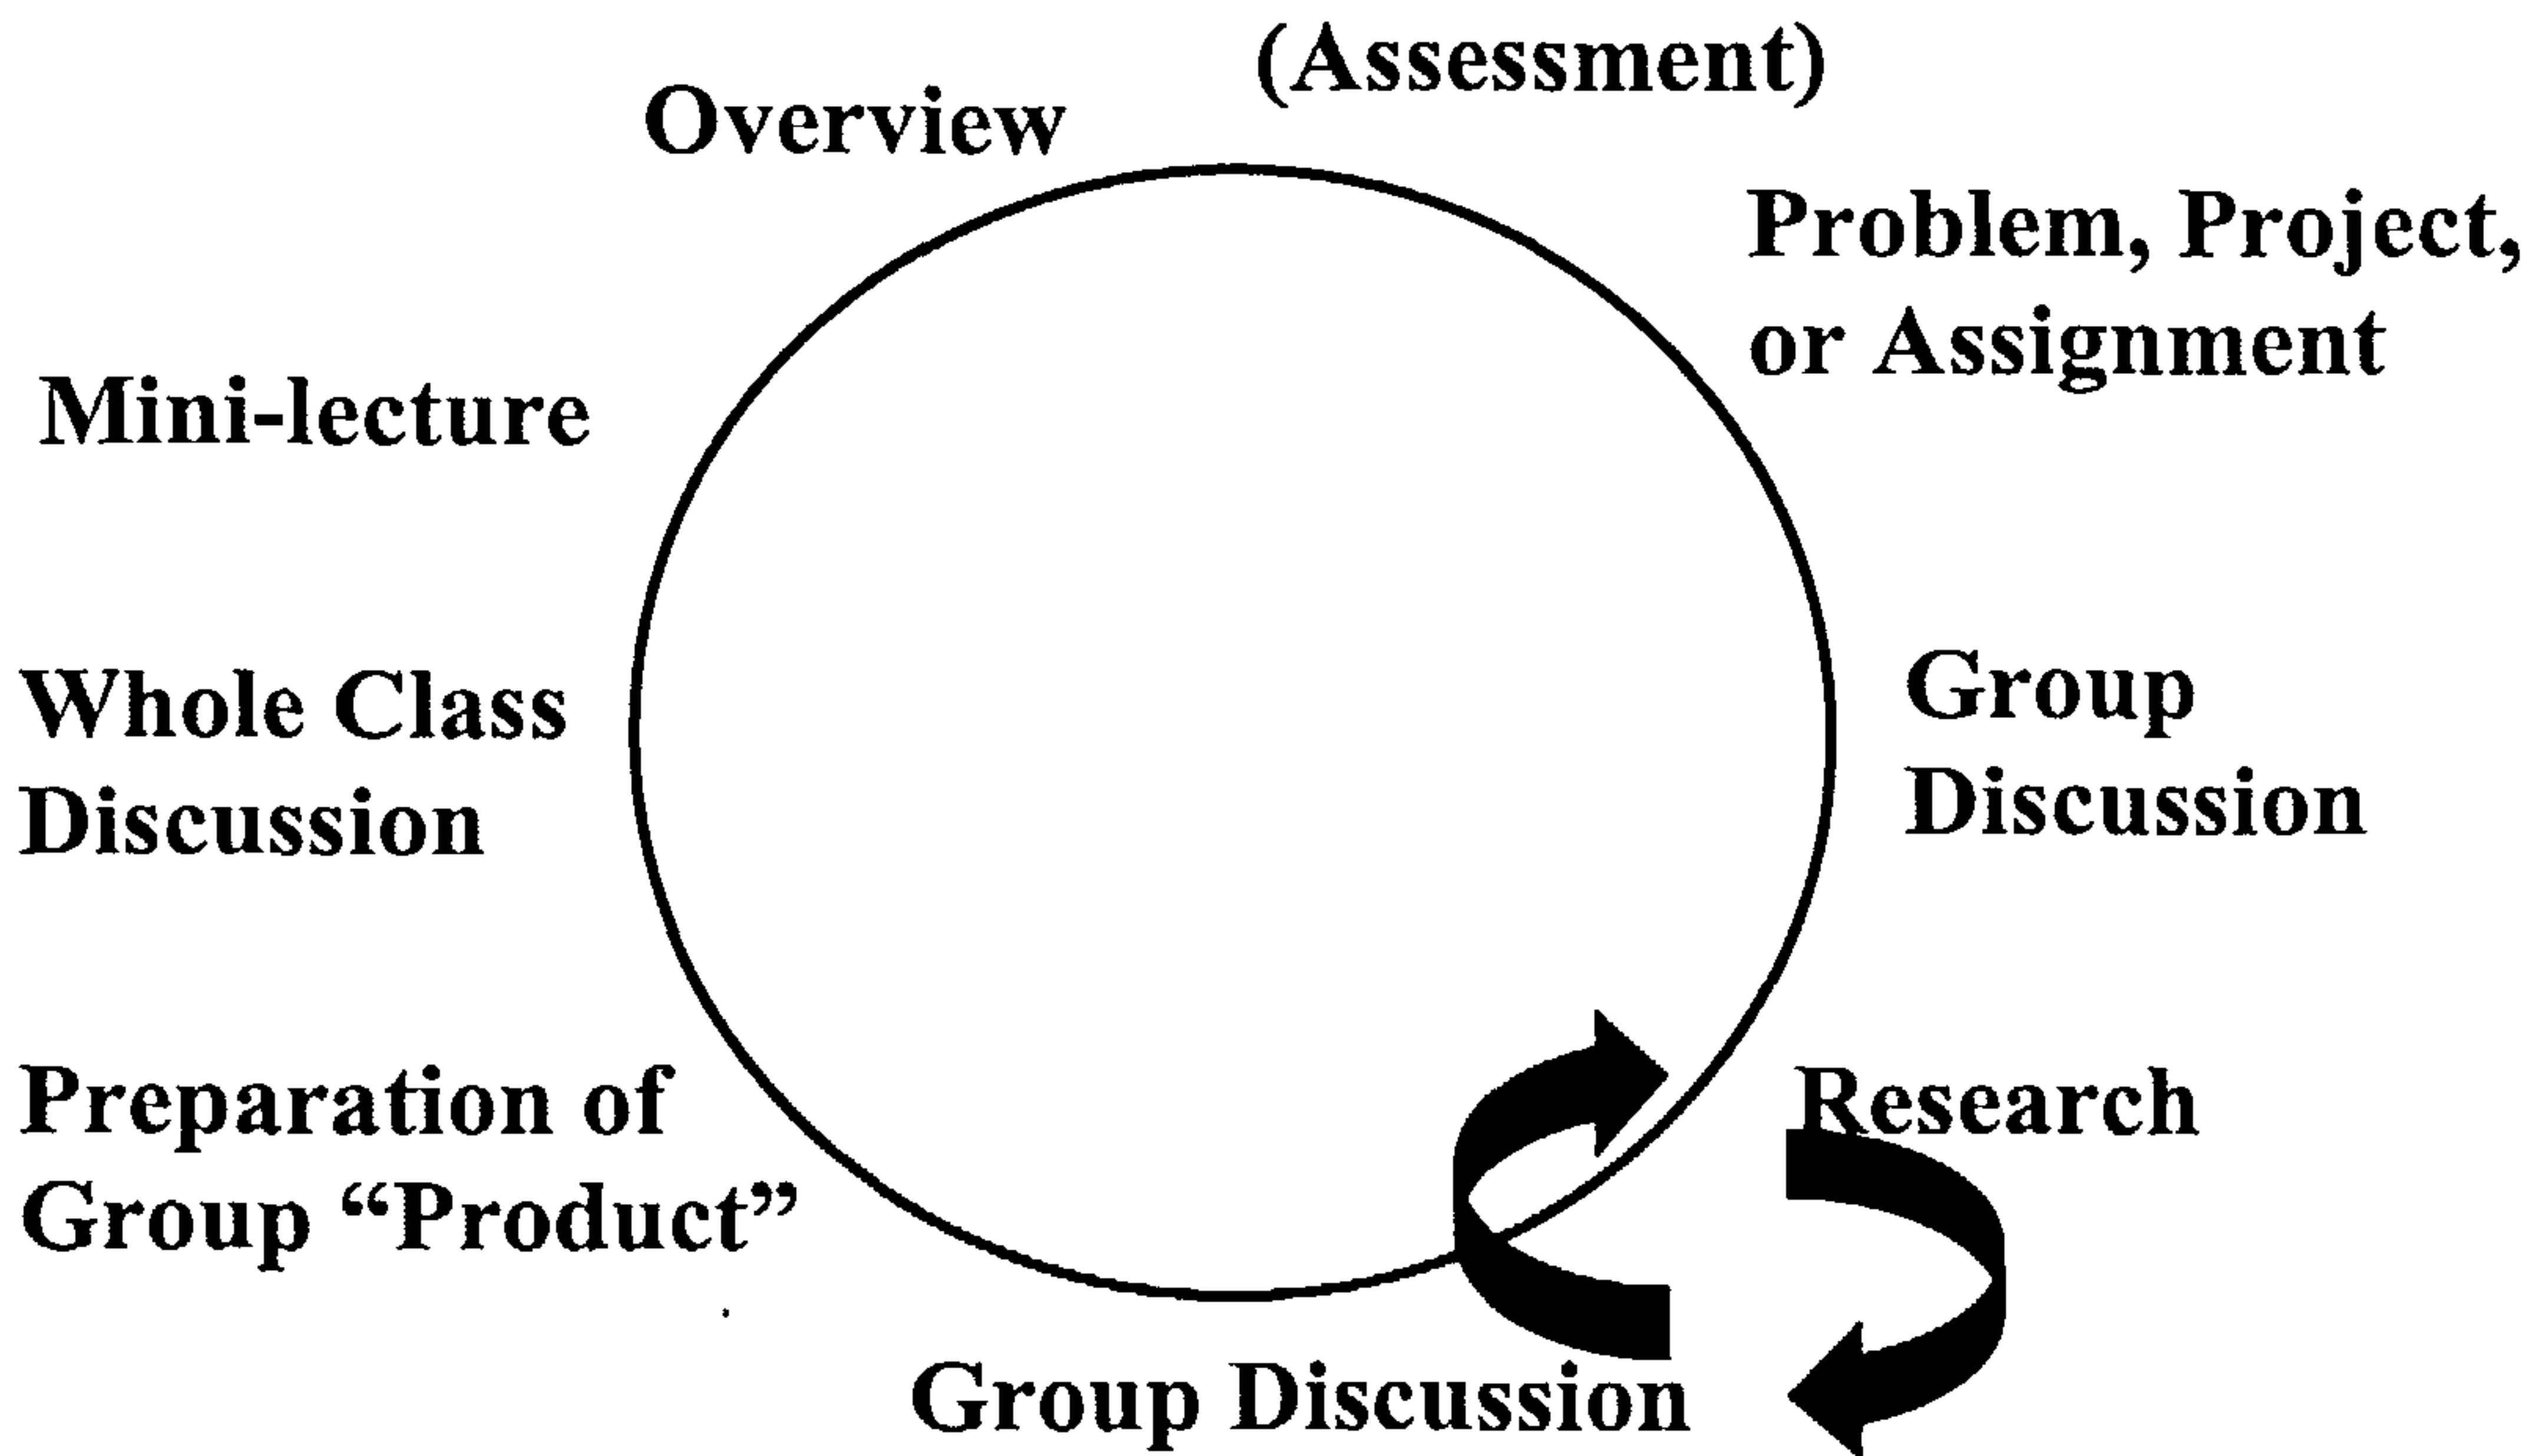 (Assessment)
Overview
Problem, Project,
or Assignment
Mini-lecture
Group
Discussion
Whole Class
Discussion
Research
Preparation of
Group “Product”
Group Discussion